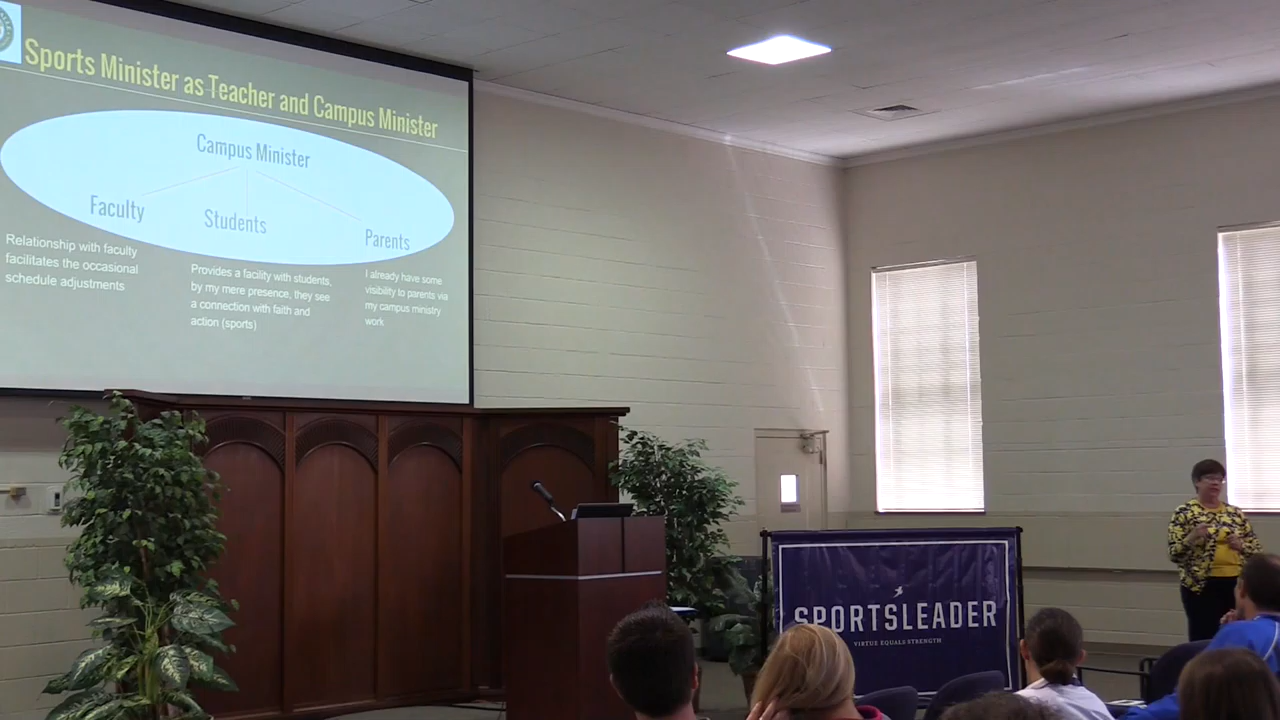 Sports Minister as Teacher and Campus Minister
Campus Minister
Faculty
Students
Parents
Relationship with faculty
facilitates the occasional
schedule adjustments
Provides a facility with students,
by my mere presence, they see
a connection with faith and
action (sports)
I already have some
visibility to parents via
my campus ministry
work
SPORTSLEADER
VIRTUE EQUALS STRENGTH